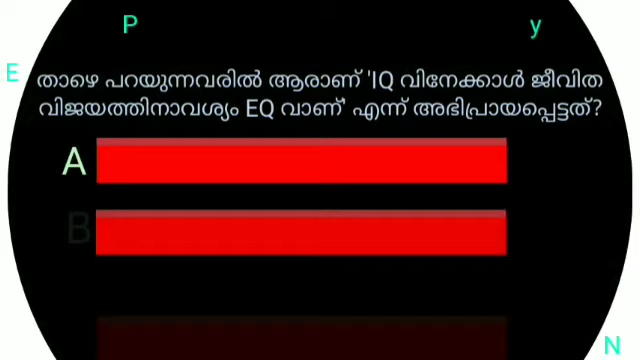 P
y
E
താഴെ പറയുന്നവരിൽ ആരാണ് 'IQ വിനേക്കാൾ ജീവിത
വിജയത്തിനാവശ്യം EQ വാണ്' എന്ന് അഭിപ്രായപ്പെട്ടത്?
A
B
N